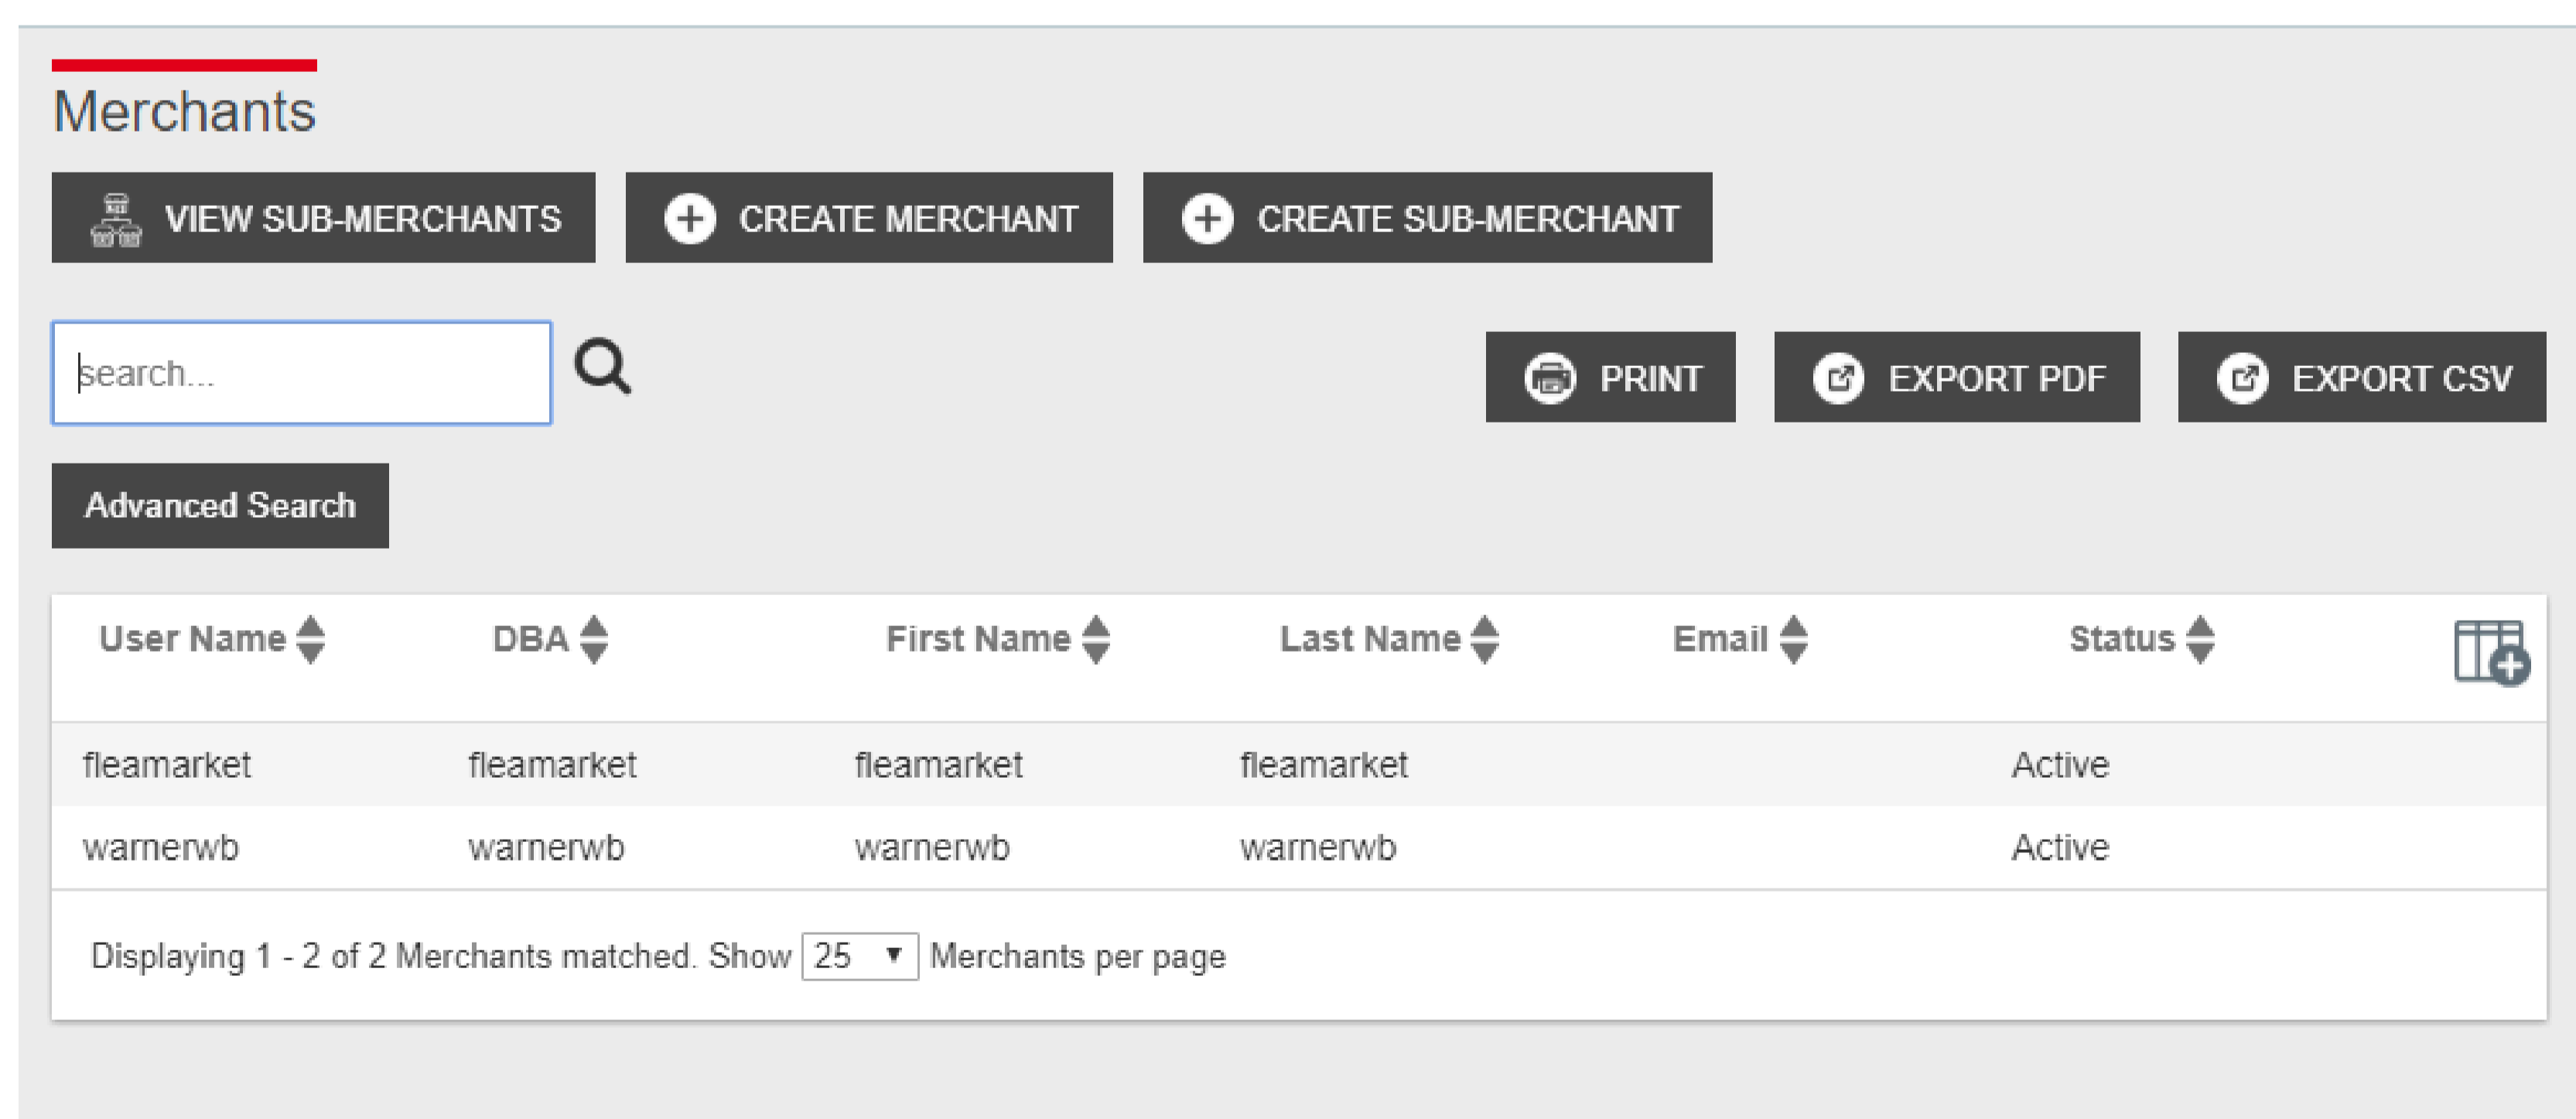 Merchants
VIEW SUB-MERCHANTS CREATE MERCHANT CREATE SUB-MERCHANT
search... PRINT EXPORT PDF EXPORT CSV
Advanced Search
User Name DBA First Name Last Name Email Status
fleamarket fleamarket fleamarket fleamarket Active
warnerwb warnerwb warnerwb warnerwb Active
Displaying 1 - 2 of 2 Merchants matched. Show 25 Merchants per page